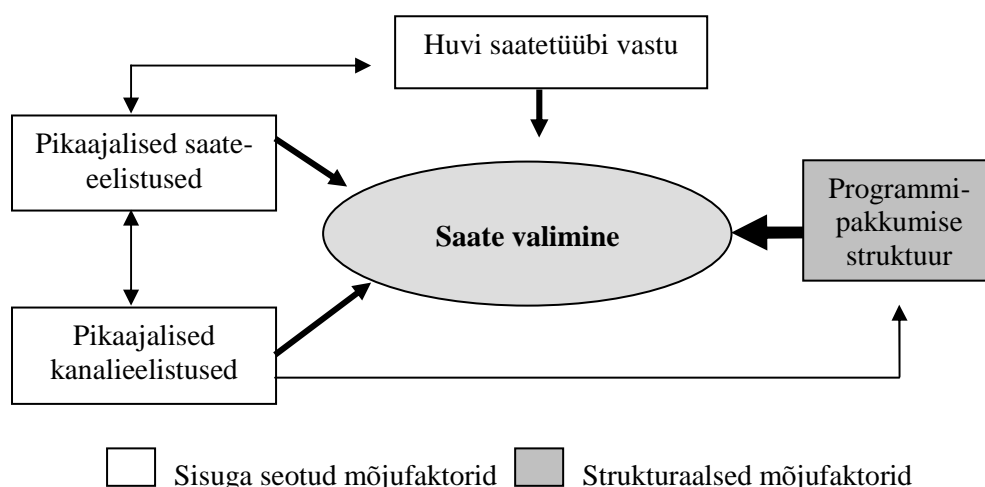 Huvi saatetüübi vastu
Pikaajalised saate-
eelistused
Programmi-
pakkumise
struktuur
Saate valimine
Pikaajalised
kanalieelistused
Sisuga seotud mõjufaktorid
Strukturaalsed mõjufaktorid